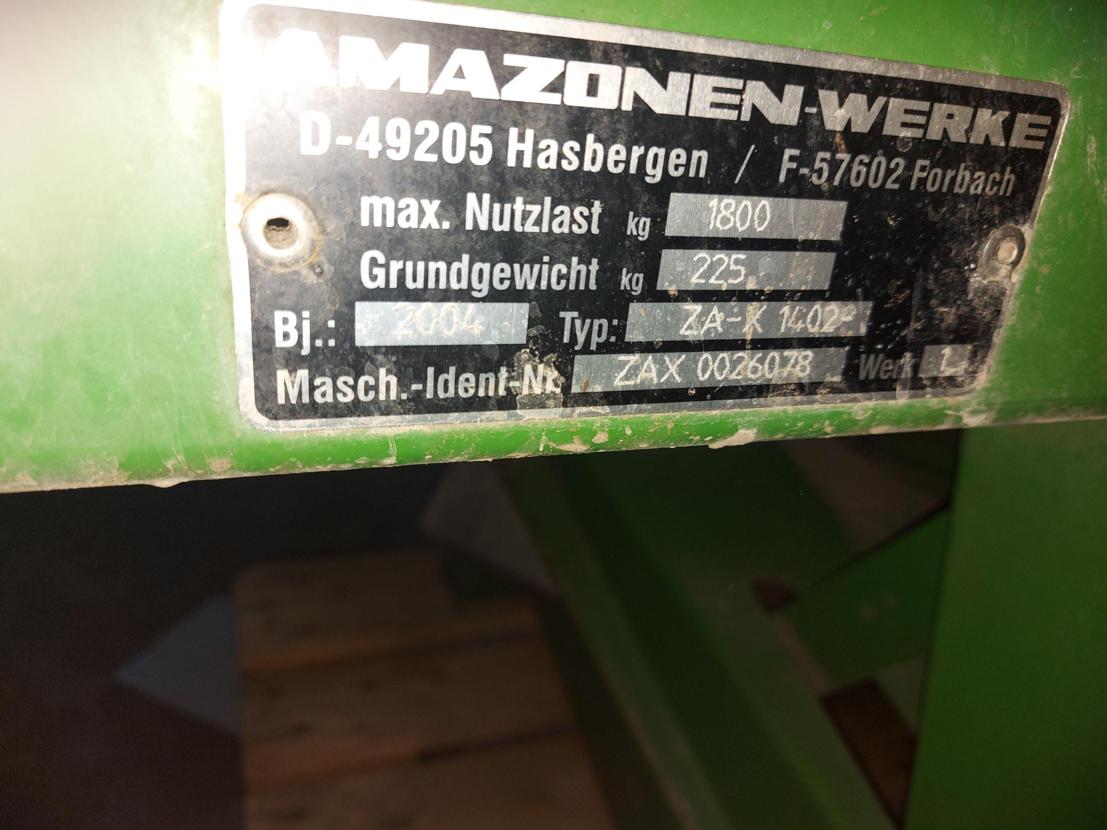 AMAZONEN-WERKE
D-49205 Hasbergen / F-57602 Forbach
max. Nutzlast kg 1800
Grundgewicht kg 225
Bj.: 2004 Typ: ZA-X 1402-
Masch.-Ident-Nr. ZAX 0026078 Werk 1